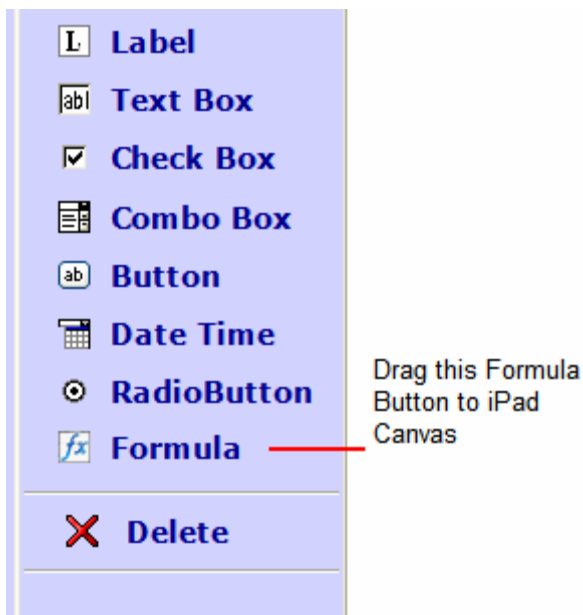 L Label
abl Text Box
Check Box
Combo Box
ab Button
Date Time
RadioButton
fx Formula
Drag this Formula
Button to iPad
Canvas
Delete